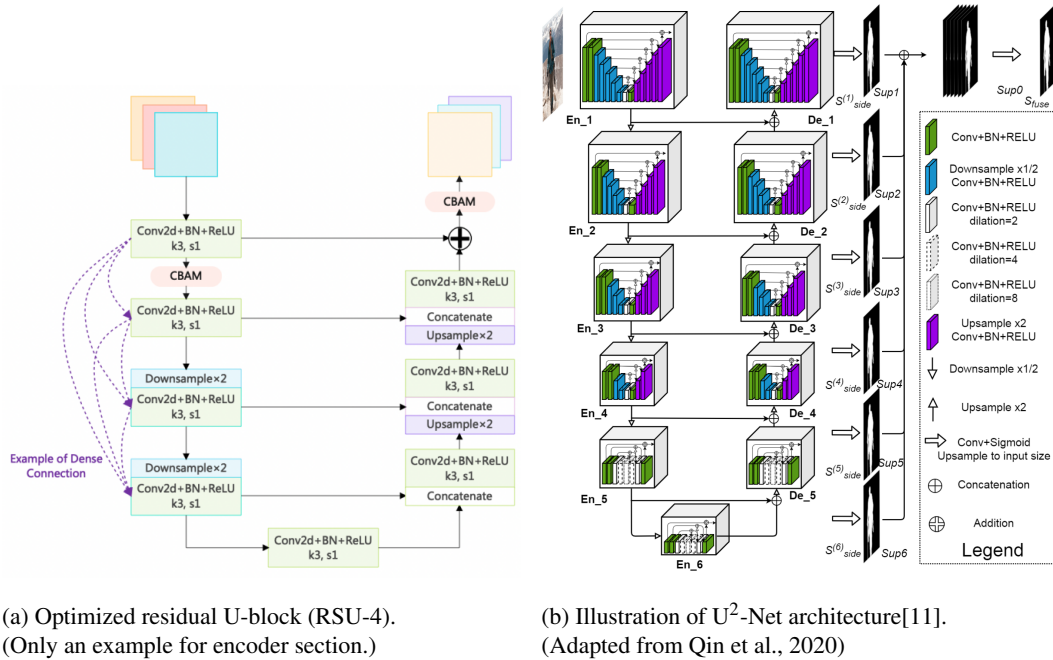 CBAM
Conv2d+BN+ReLU
k3, s1
CBAM
Conv2d+BN+ReLU
k3, s1
Downsample×2
Conv2d+BN+ReLU
k3, s1
Example of Dense
Connection
Downsample×2
Conv2d+BN+ReLU
k3, s1
Conv2d+BN+ReLU
k3, s1
Conv2d+BN+ReLU
k3, s1
Concatenate
Upsample×2
Conv2d+BN+ReLU
k3, s1
Concatenate
Upsample×2
Conv2d+BN+ReLU
k3, s1
Concatenate
(a) Optimized residual U-block (RSU-4).
(Only an example for encoder section.)
En_1
De_1
S(1)side
Sup1
Sup0
Sfuse
En_2
De_2
S(2)side
Sup2
En_3
De_3
S(3)side
Sup3
En_4
De_4
S(4)side
Sup4
En_5
De_5
S(5)side
Sup5
En_6
S(6)side
Sup6
Conv+BN+RELU
Downsample x1/2
Conv+BN+RELU
Conv+BN+RELU
dilation=2
Conv+BN+RELU
dilation=4
Conv+BN+RELU
dilation=8
Upsample x2
Conv+BN+RELU
Downsample x1/2
Upsample x2
Conv+Sigmoid
Upsample to input size
Concatenation
Addition
Legend
(b) Illustration of U²-Net architecture[11].
(Adapted from Qin et al., 2020)